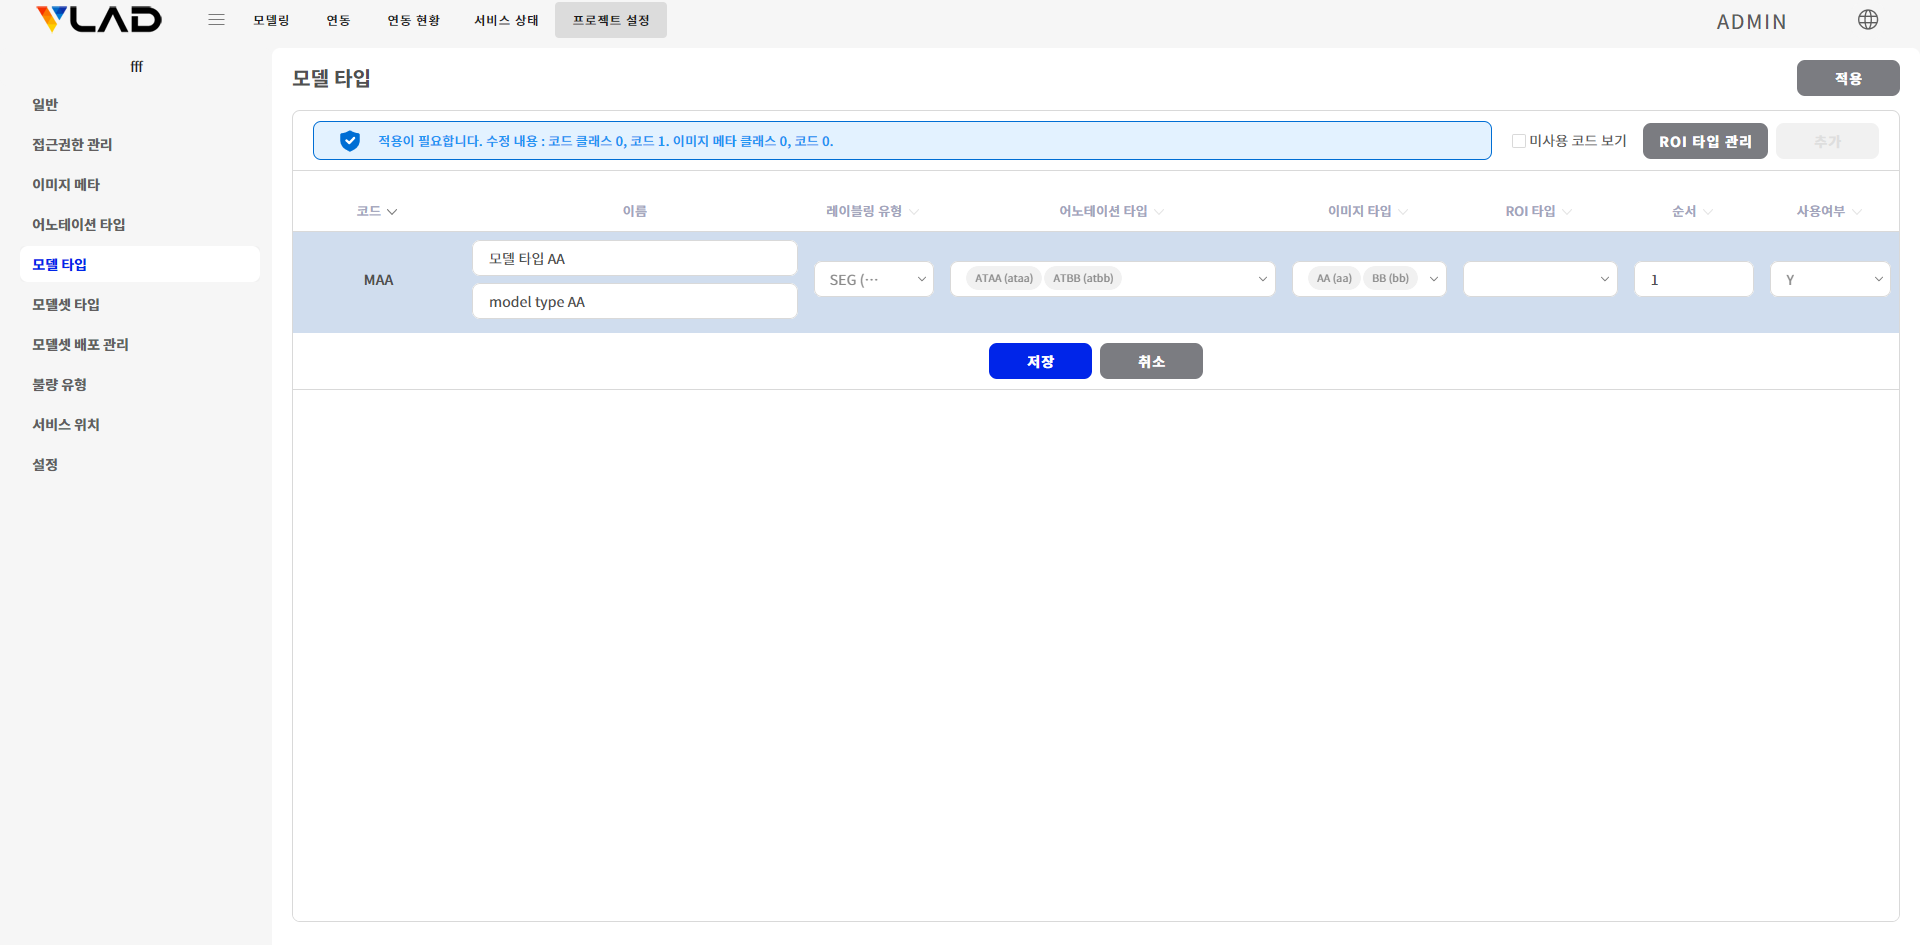 VLAD
모델링
연동
연동 현황
서비스 상태
프로젝트 설정
ADMIN
fff
일반
접근권한 관리
이미지 메타
어노테이션 타입
모델 타입
모델셋 타입
모델셋 배포 관리
불량 유형
서비스 위치
설정
모델 타입
적용
적용이 필요합니다. 수정 내용 : 코드 클래스 0, 코드 1. 이미지 메타 클래스 0, 코드 0.
미사용 코드 보기
ROI 타입 관리
추가
코드
이름
레이블링 유형
어노테이션 타입
이미지 타입
ROI 타입
순서
사용여부
MAA
모델 타입 AA
model type AA
SEG (···
ATAA (ataa)
ATBB (atbb)
AA (aa)
BB (bb)
1
Y
저장
취소